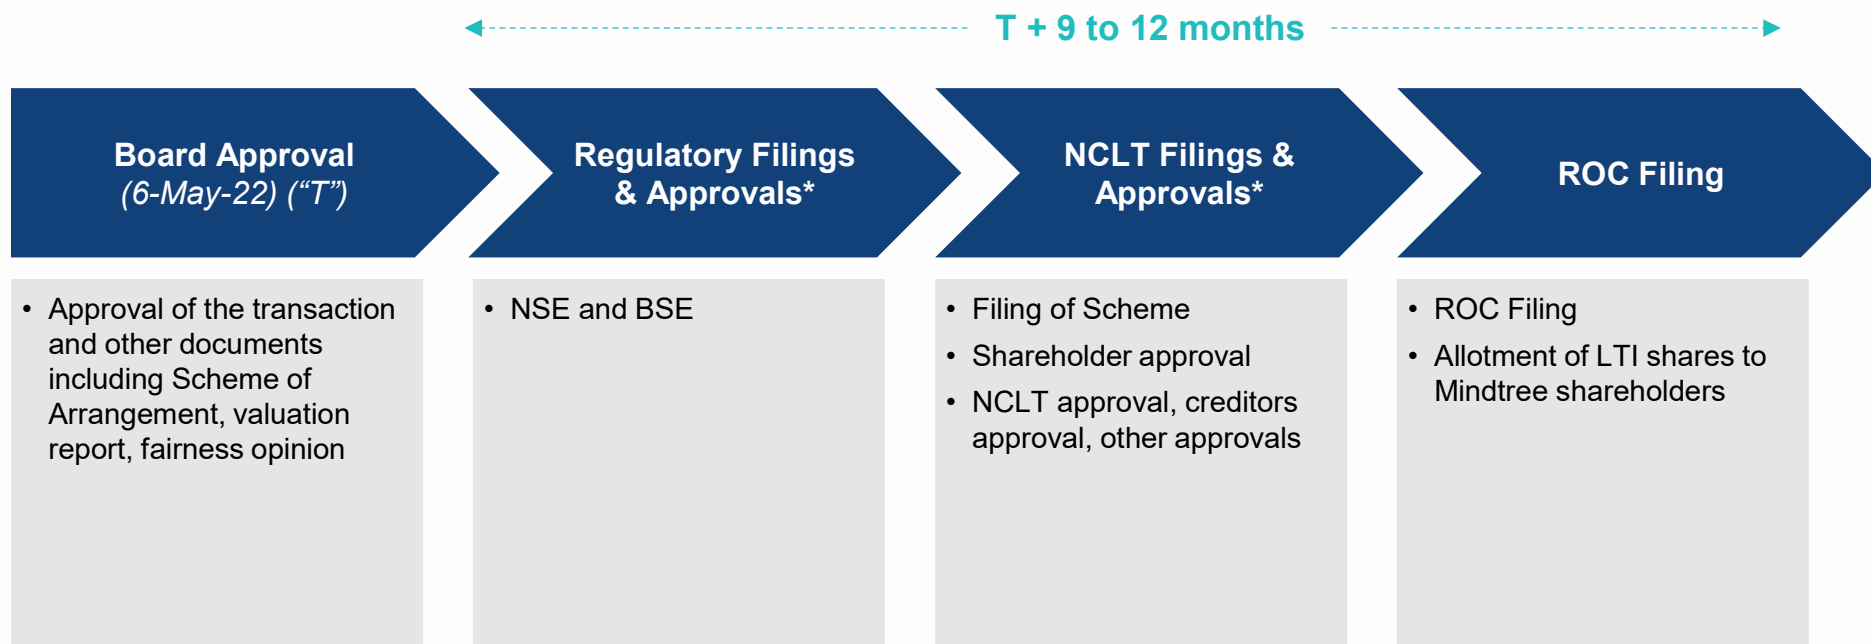 T + 9 to 12 months
Board Approval
(6-May-22) (“T”)
Regulatory Filings
& Approvals*
NCLT Filings &
Approvals*
ROC Filing
• Approval of the transaction
and other documents
including Scheme of
Arrangement, valuation
report, fairness opinion
• NSE and BSE
• Filing of Scheme
• Shareholder approval
• NCLT approval, creditors
approval, other approvals
• ROC Filing
• Allotment of LTI shares to
Mindtree shareholders